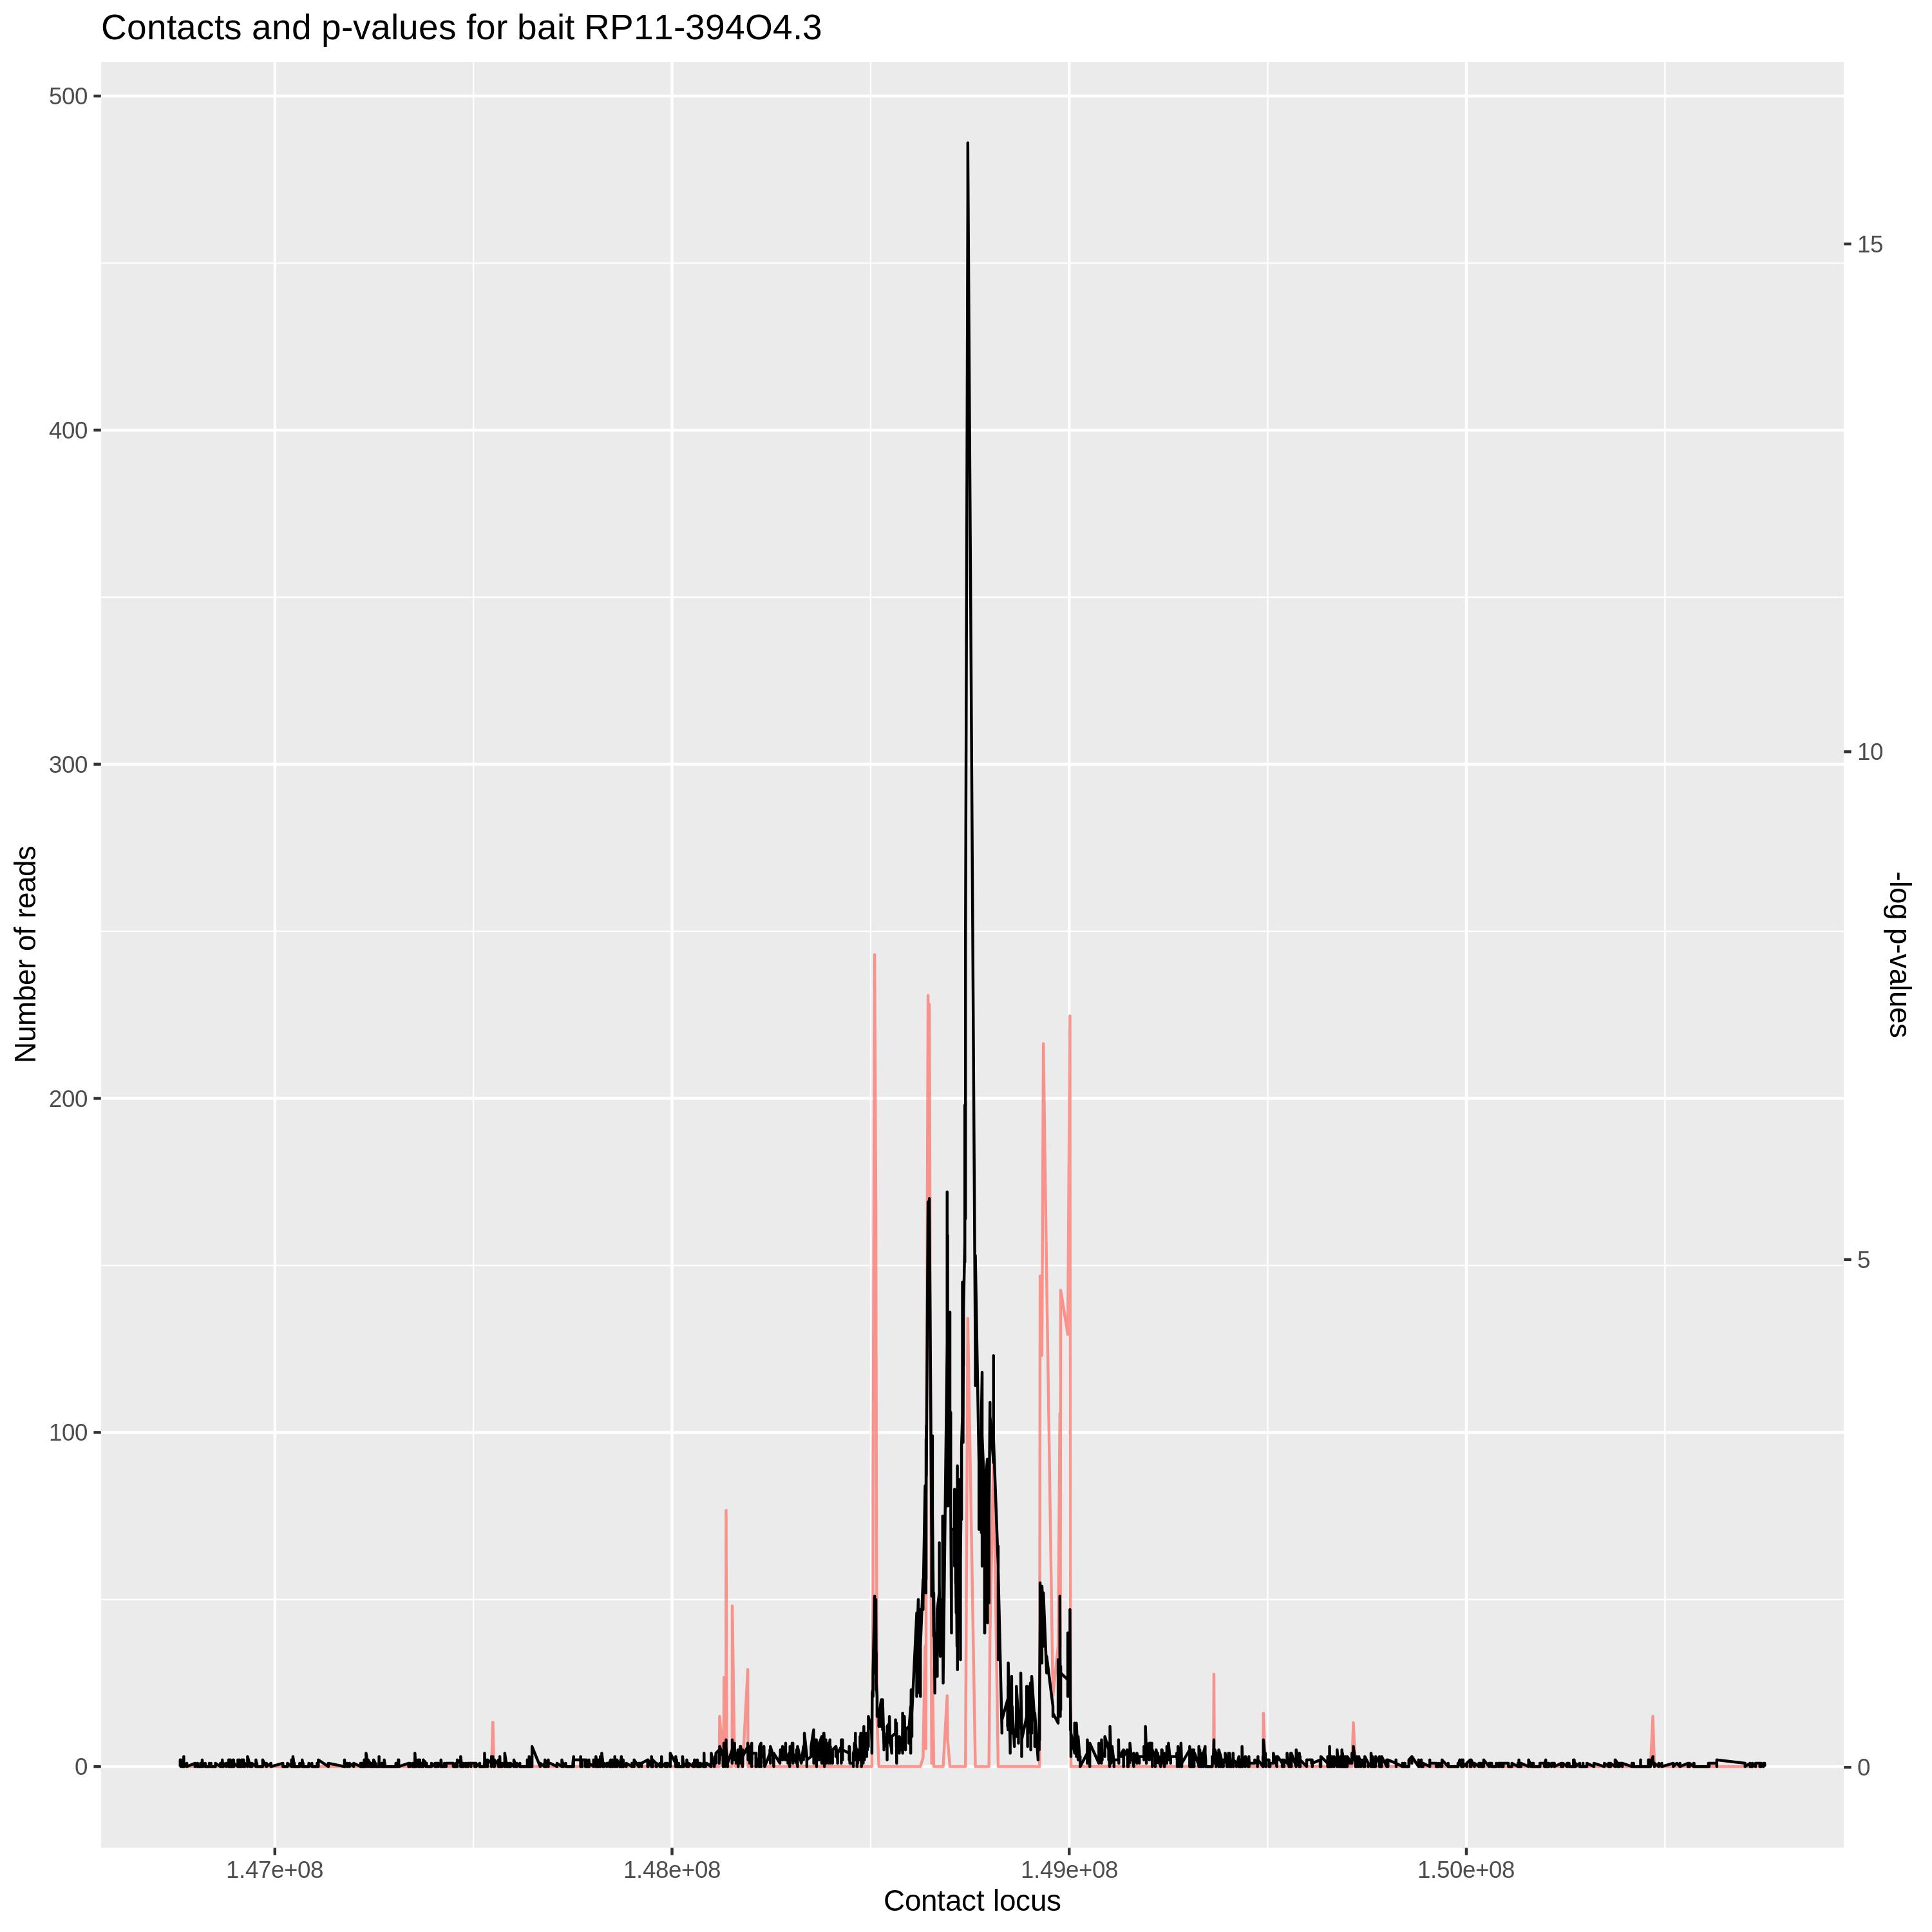 Contacts and p-values for bait RP11-394O4.3
500
400
300
200
100
0
Number of reads
15
10
5
0
-log p-values
1.47e+08 1.48e+08 1.49e+08 1.50e+08
Contact locus